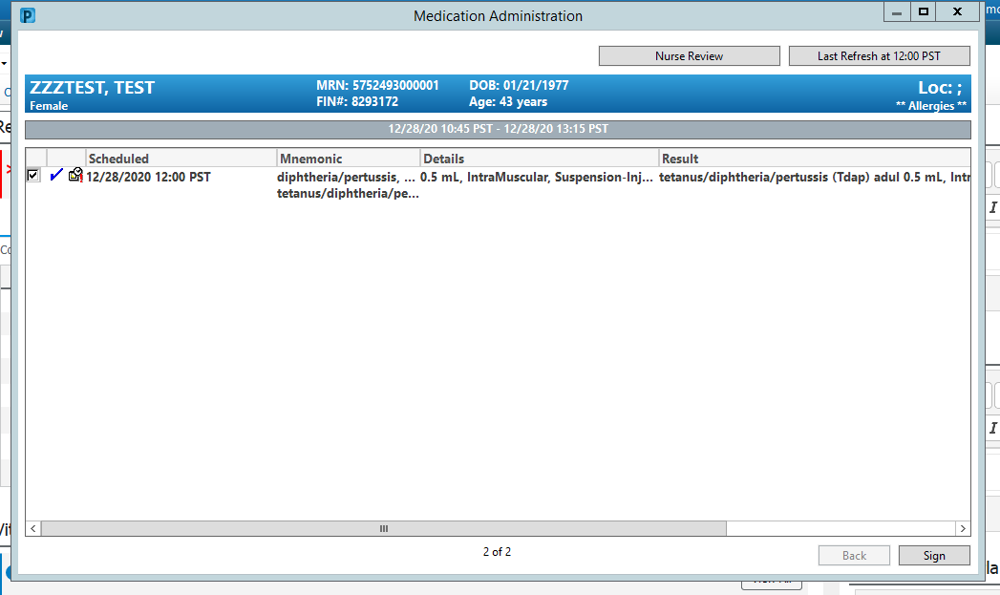 Medication Administration
Nurse Review
Last Refresh at 12:00 PST
ZZZTEST, TEST
MRN: 5752493000001
DOB: 01/21/1977
Loc: ;
Female
FIN#: 8293172
Age: 43 years
** Allergies **
12/28/20 10:45 PST - 12/28/20 13:15 PST
Scheduled Mnemonic Details Result
12/28/2020 12:00 PST diphtheria/pertussis, ... 0.5 mL, IntraMuscular, Suspension-Inj... tetanus/diphtheria/pertussis (Tdap) adul 0.5 mL, Intr
tetanus/diphtheria/pe...
2 of 2
Back
Sign